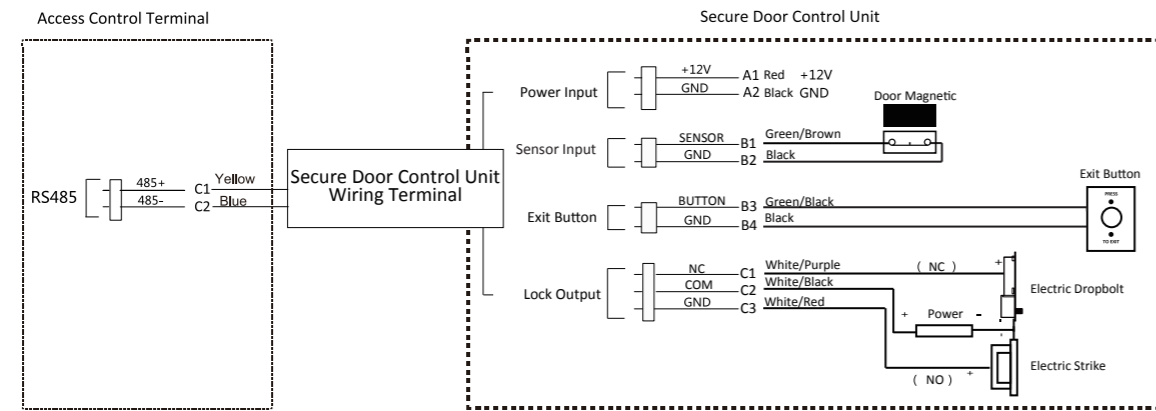 Access Control Terminal
Secure Door Control Unit
RS485
485+ C1 Yellow
485- C2 Blue
Secure Door Control Unit
Wiring Terminal
Power Input
+12V A1 Red +12V
GND A2 Black GND
Door Magnetic
Sensor Input
SENSOR B1 Green/Brown
GND B2 Black
Exit Button
Exit Button
BUTTON B3 Green/Black
GND B4 Black
PRESS
TO EXIT
Lock Output
NC C1 White/Purple ( NC ) +
COM C2 White/Black
GND C3 White/Red
Electric Dropbolt
+ Power -
Electric Strike
( NO ) +